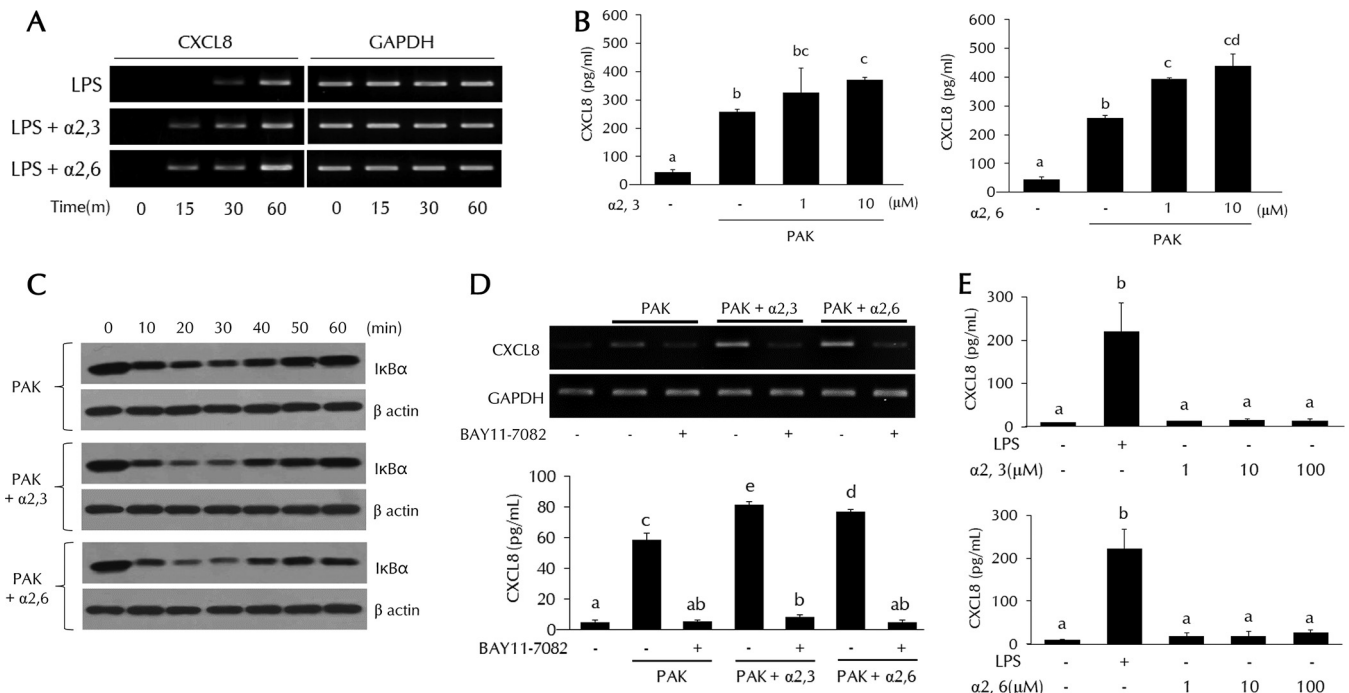 A
CXCL8 GAPDH
LPS
LPS + α2,3
LPS + α2,6
Time(m) 0 15 30 60 0 15 30 60
B
CXCL8 (pg/ml)
600
500
400
300
200
100
0
a b bc c
α2, 3 - - 1 10 (μM)
PAK
CXCL8 (pg/ml)
600
500
400
300
200
100
0
a b c cd
α2, 6 - - 1 10 (μM)
PAK
C
0 10 20 30 40 50 60 (min)
PAK
IκBα
β actin
PAK
+ α2,3
IκBα
β actin
PAK
+ α2,6
IκBα
β actin
D
PAK PAK + α2,3 PAK + α2,6
CXCL8
GAPDH
BAY11-7082 - - + - + - +
CXCL8 (pg/mL)
100
80
60
40
20
0
a c ab e b d ab
BAY11-7082 - - + - + - +
PAK PAK + α2,3 PAK + α2,6
E
CXCL8 (pg/mL)
300
200
100
0
a b a a a
LPS - + - - -
α2, 3(μM) - - 1 10 100
CXCL8 (pg/mL)
300
200
100
0
a b a a a
LPS - + - - -
α2, 6(μM) - - 1 10 100